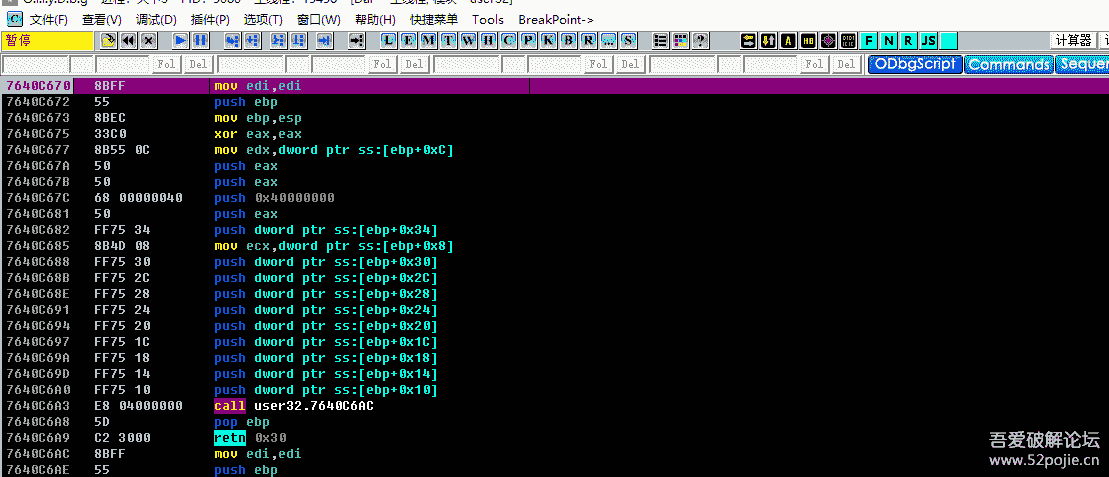 文件(F) 查看(V) 调试(D) 插件(P) 选项(T) 窗口(W) 帮助(H) 快捷菜单 Tools BreakPoint->
暂停 L E M T W H C P K B R ... S F N R JS 计算器
Fol Del Fol Del Fol Del Fol Del ODbgScript Commands Sequer
7640C670 8BFF mov edi,edi
7640C672 55 push ebp
7640C673 8BEC mov ebp,esp
7640C675 33C0 xor eax,eax
7640C677 8B55 0C mov edx,dword ptr ss:[ebp+0xC]
7640C67A 50 push eax
7640C67B 50 push eax
7640C67C 68 00000040 push 0x40000000
7640C681 50 push eax
7640C682 FF75 34 push dword ptr ss:[ebp+0x34]
7640C685 8B4D 08 mov ecx,dword ptr ss:[ebp+0x8]
7640C688 FF75 30 push dword ptr ss:[ebp+0x30]
7640C68B FF75 2C push dword ptr ss:[ebp+0x2C]
7640C68E FF75 28 push dword ptr ss:[ebp+0x28]
7640C691 FF75 24 push dword ptr ss:[ebp+0x24]
7640C694 FF75 20 push dword ptr ss:[ebp+0x20]
7640C697 FF75 1C push dword ptr ss:[ebp+0x1C]
7640C69A FF75 18 push dword ptr ss:[ebp+0x18]
7640C69D FF75 14 push dword ptr ss:[ebp+0x14]
7640C6A0 FF75 10 push dword ptr ss:[ebp+0x10]
7640C6A3 E8 04000000 call user32.7640C6AC
7640C6A8 5D pop ebp
7640C6A9 C2 3000 retn 0x30
7640C6AC 8BFF mov edi,edi
7640C6AE 55 push ebp
吾爱破解论坛
www.52pojie.cn